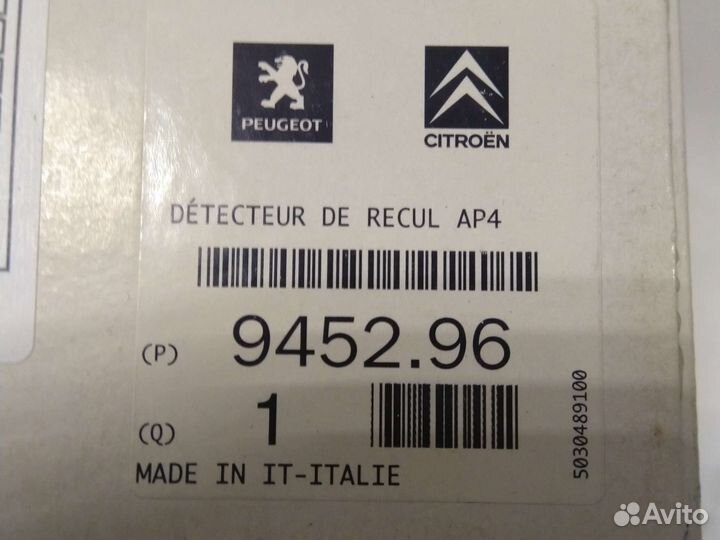 PEUGEOT
CITROËN
DÉTECTEUR DE RECUL AP4
(P) 9452.96
(Q) 1
MADE IN IT-ITALIE
5030489100
Avito